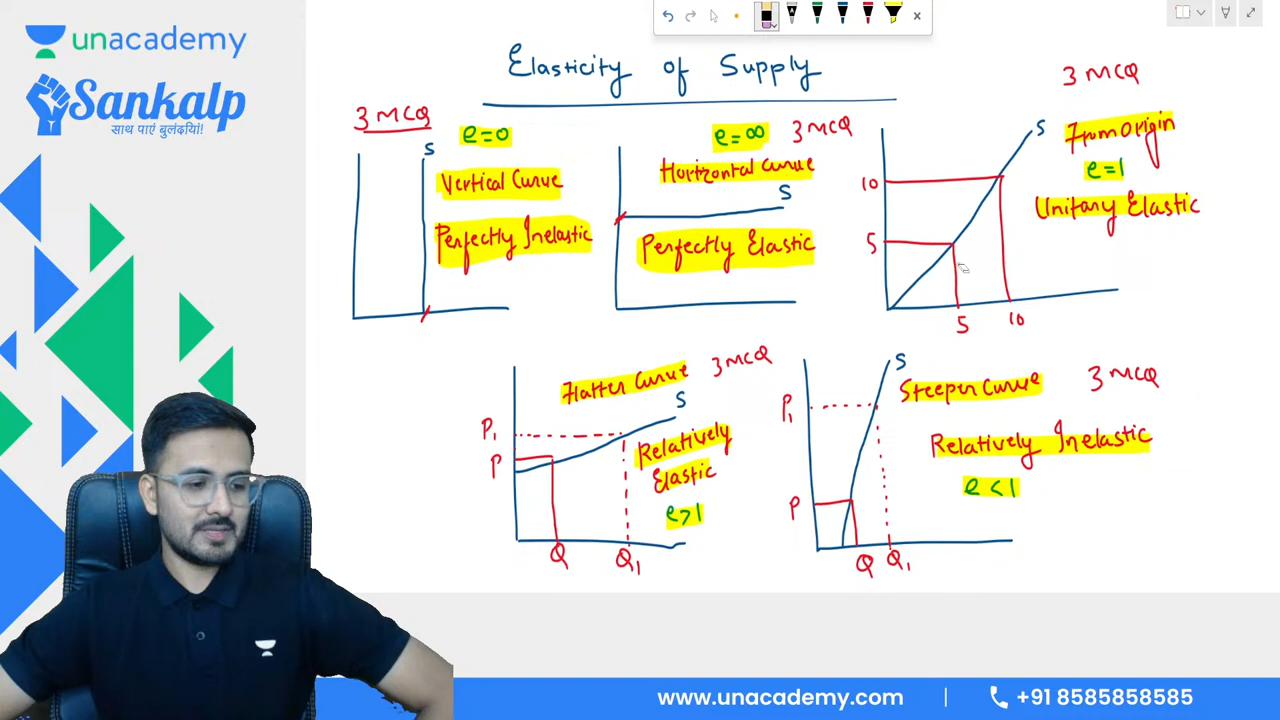 unacademy
Sankalp
साथ पाएं बुलंदियां!
Elasticity of Supply
3 MCQ
e=0
S
Vertical Curve
Perfectly Inelastic
e=∞
3 MCQ
Horizontal Curve
S
Perfectly Elastic
3 MCQ
S
From Origin
e=1
Unitary Elastic
10
5
5
10
Flatter Curve
3 MCQ
S
P1
P
Relatively
Elastic
e>1
Q
Q1
S
Steeper Curve
3 MCQ
P1
P
Relatively Inelastic
e<1
Q
Q1
www.unacademy.com | +91 8585858585